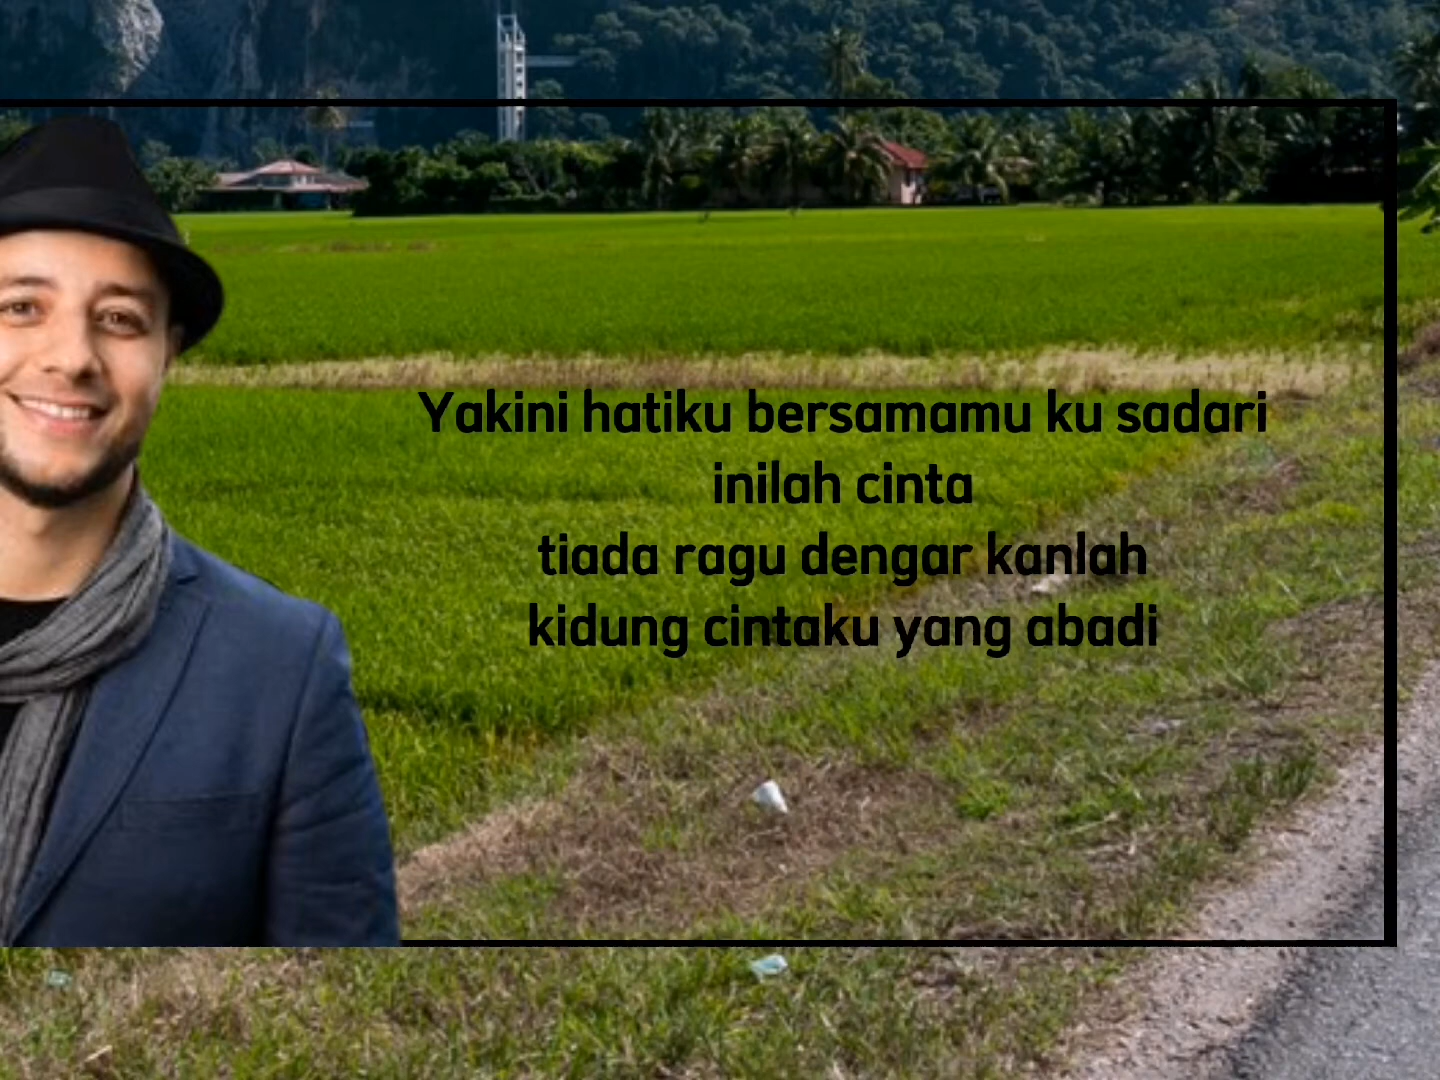 Yakini hatiku bersamamu ku sadari
inilah cinta
tiada ragu dengar kanlah
kidung cintaku yang abadi